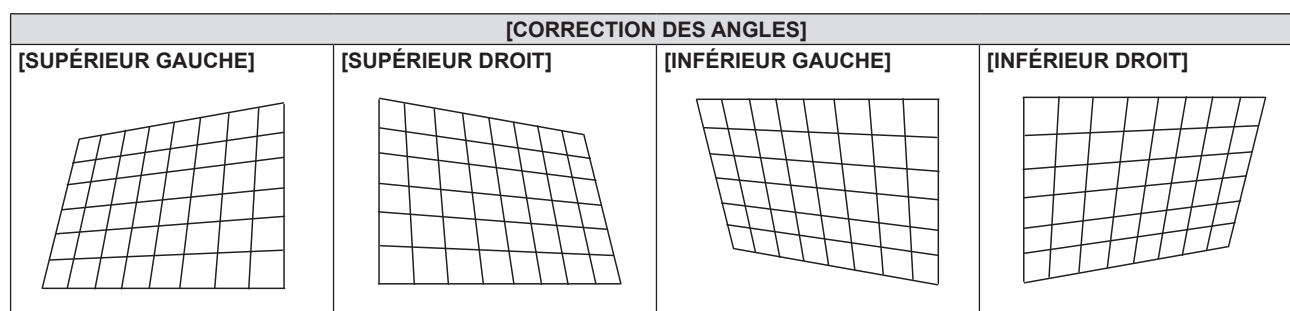 [CORRECTION DES ANGLES]
[SUPÉRIEUR GAUCHE] [SUPÉRIEUR DROIT] [INFÉRIEUR GAUCHE] [INFÉRIEUR DROIT]